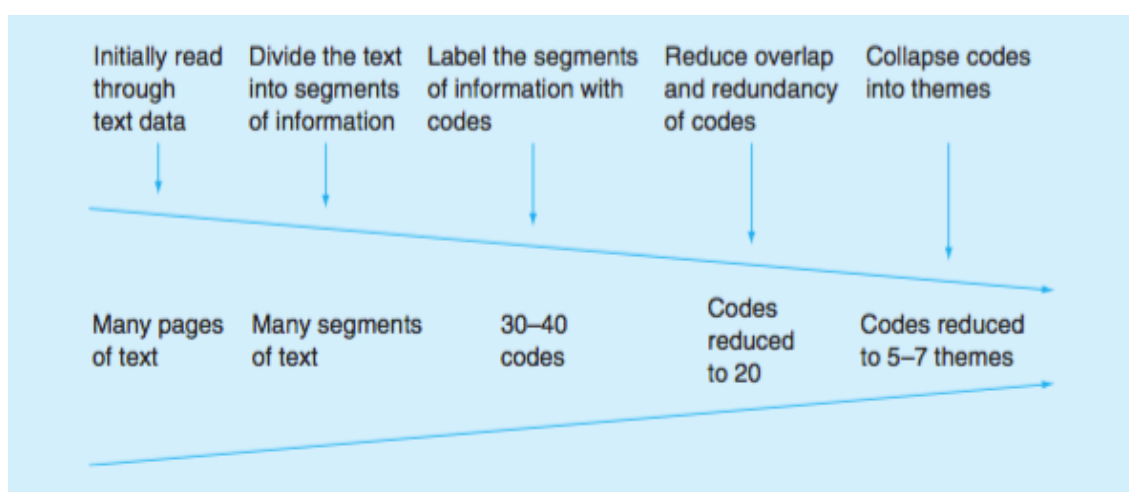 Initially read
through
text data
Divide the text
into segments
of information
Label the segments
of information with
codes
Reduce overlap
and redundancy
of codes
Collapse codes
into themes
Many pages
of text
Many segments
of text
30–40
codes
Codes
reduced
to 20
Codes reduced
to 5–7 themes